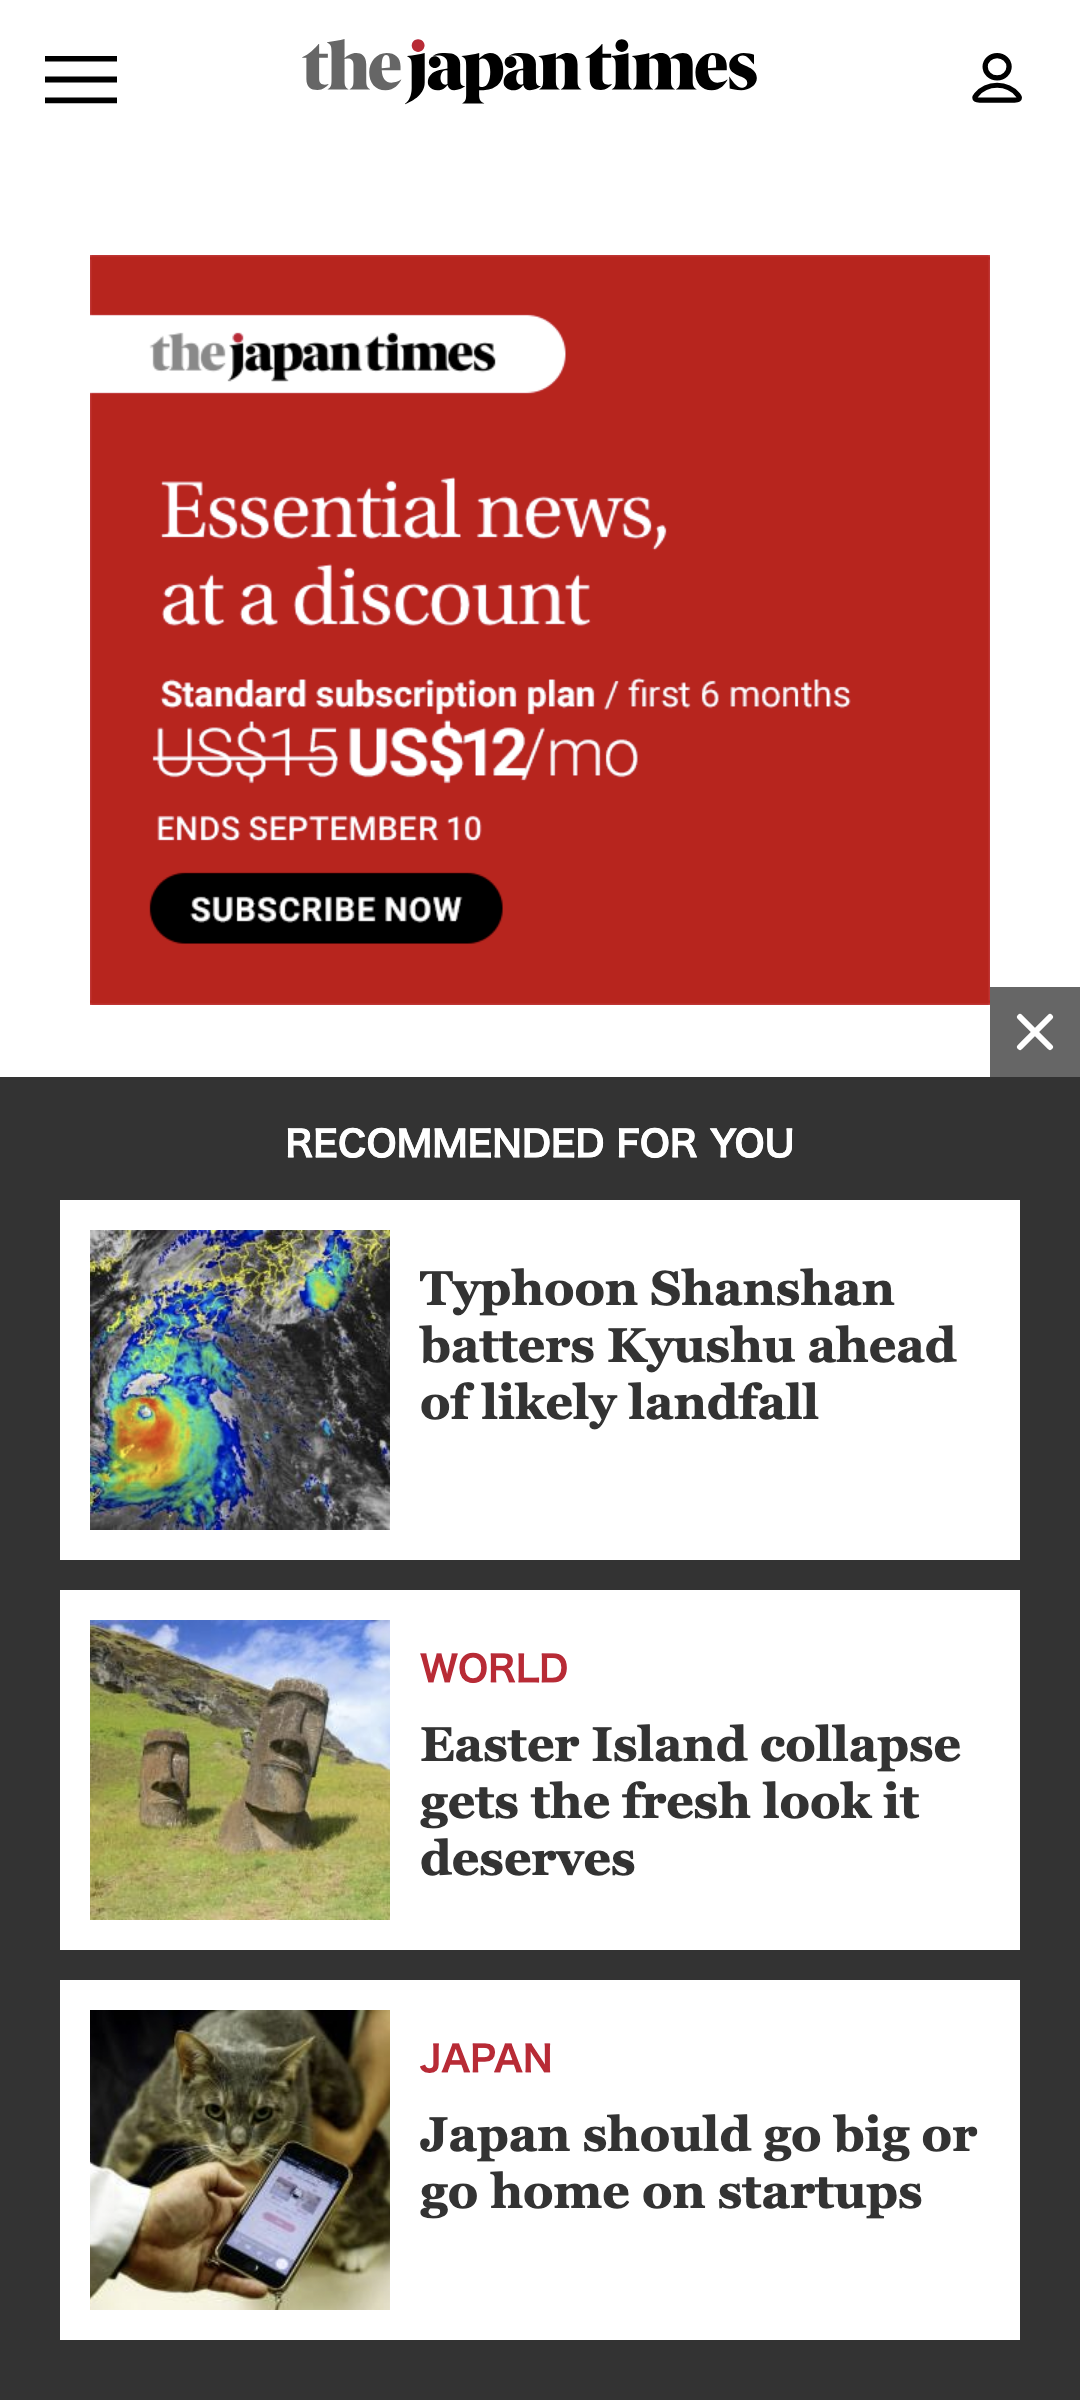 the japan times
the japan times
Essential news,
at a discount
Standard subscription plan / first 6 months
US$15 US$12/mo
ENDS SEPTEMBER 10
SUBSCRIBE NOW
RECOMMENDED FOR YOU
Typhoon Shanshan
batters Kyushu ahead
of likely landfall
WORLD
Easter Island collapse
gets the fresh look it
deserves
JAPAN
Japan should go big or
go home on startups